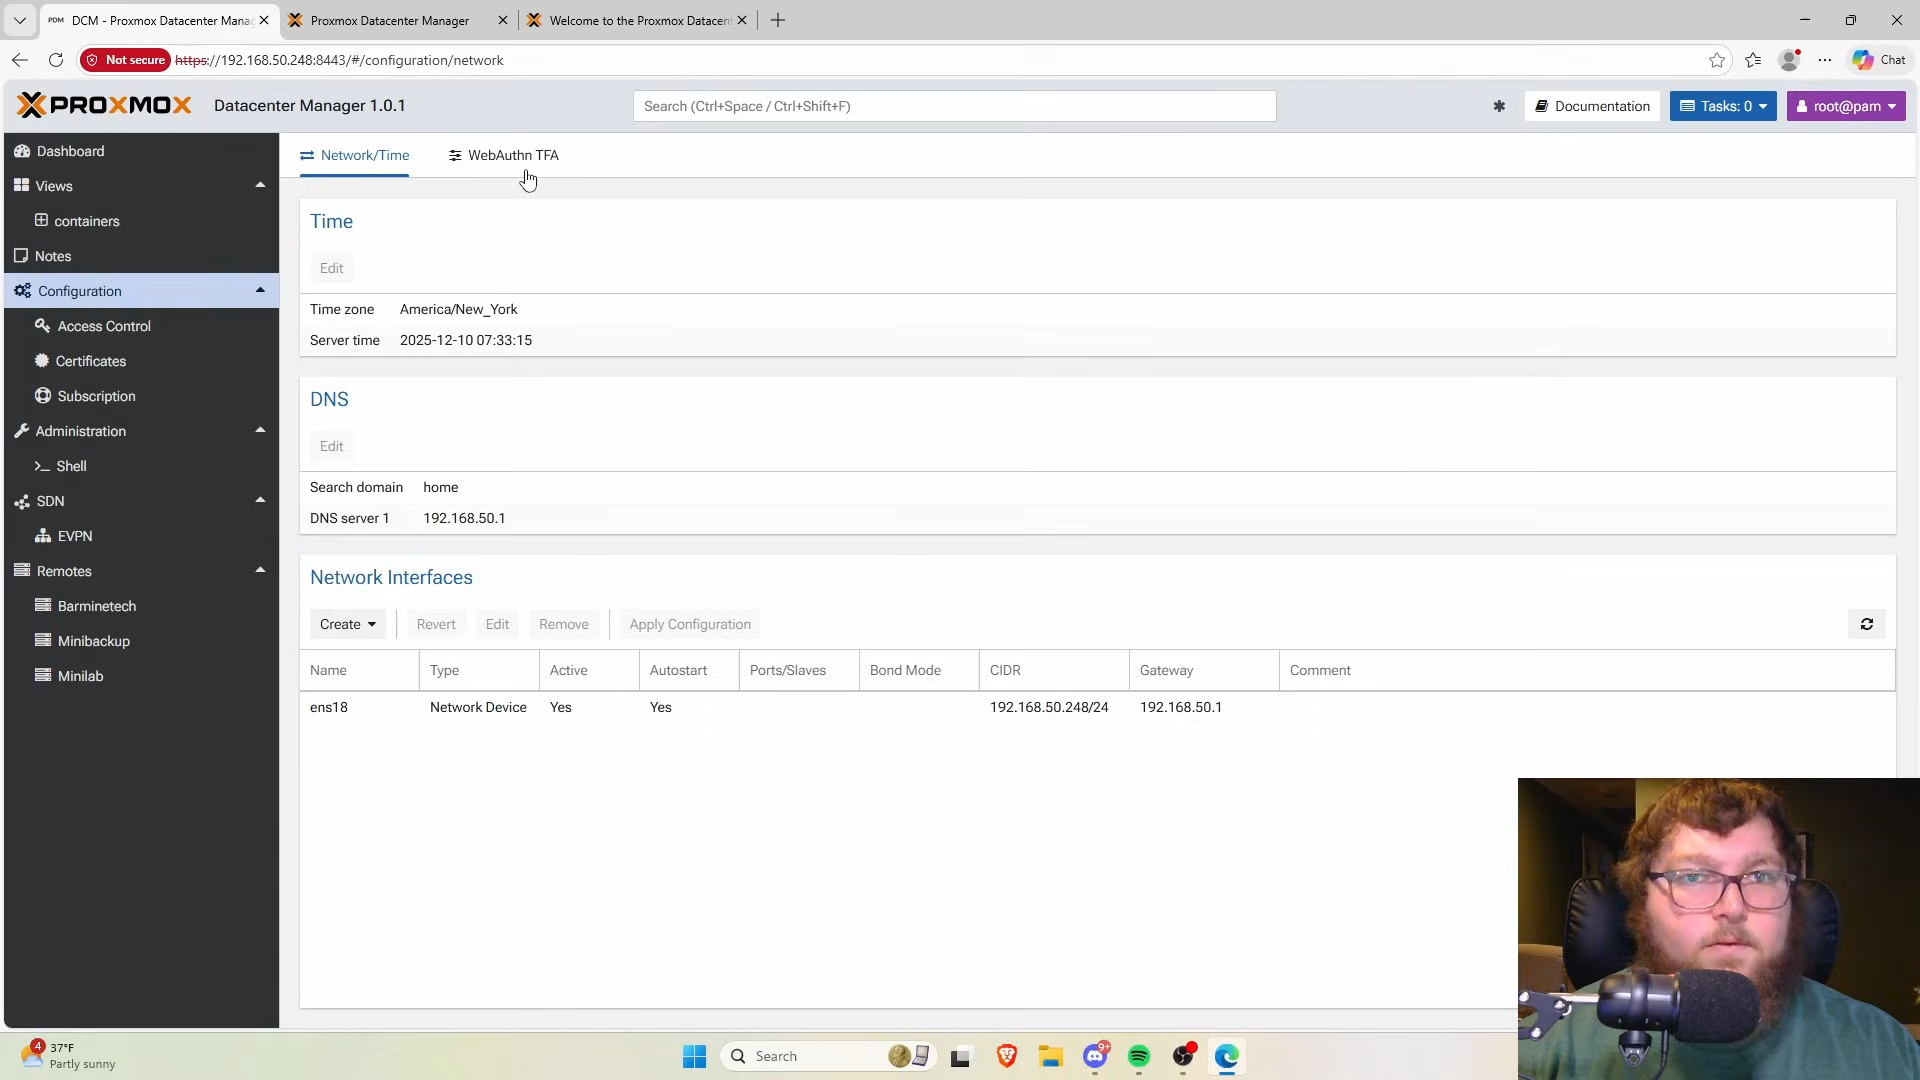 PDM DCM - Proxmox Datacenter Mana
Proxmox Datacenter Manager
Welcome to the Proxmox Datacen
Not secure https://192.168.50.248:8443/#/configuration/network
Chat
PROXMOX Datacenter Manager 1.0.1
Search (Ctrl+Space / Ctrl+Shift+F)
Documentation
Tasks: 0
root@pam
Dashboard
Views
containers
Notes
Configuration
Access Control
Certificates
Subscription
Administration
Shell
SDN
EVPN
Remotes
Barminetech
Minibackup
Minilab
Network/Time
WebAuthn TFA
Time
Edit
Time zone America/New_York
Server time 2025-12-10 07:33:15
DNS
Edit
Search domain home
DNS server 1 192.168.50.1
Network Interfaces
Create Revert Edit Remove Apply Configuration
Name Type Active Autostart Ports/Slaves Bond Mode CIDR Gateway Comment
ens18 Network Device Yes Yes 192.168.50.248/24 192.168.50.1
4
37°F
Partly sunny
Search
9+